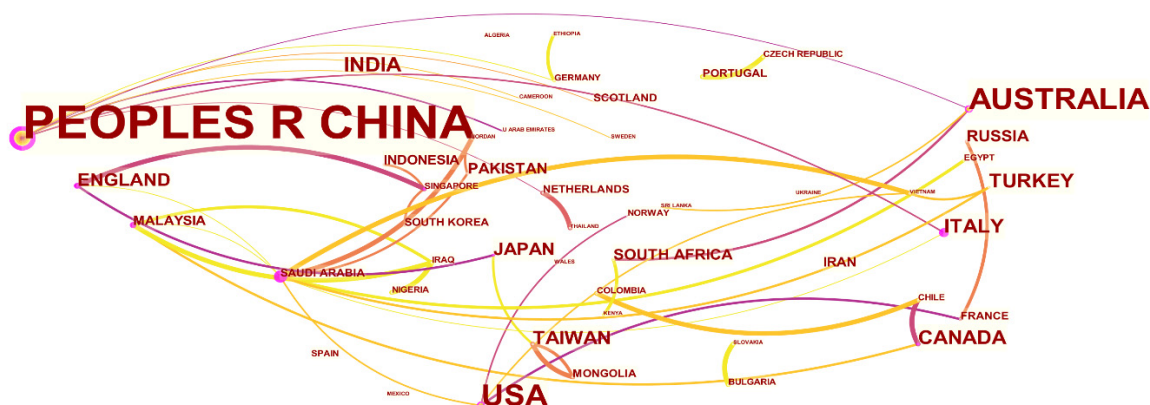 ALGERIA
ETHIOPIA
CZECH REPUBLIC
INDIA
GERMANY
PORTUGAL
CAMEROON
SCOTLAND
AUSTRALIA
PEOPLES R CHINA
U ARAB EMIRATES
JORDAN
SWEDEN
RUSSIA
INDONESIA
PAKISTAN
EGYPT
ENGLAND
SINGAPORE
NETHERLANDS
UKRAINE
VIETNAM
TURKEY
MALAYSIA
SOUTH KOREA
NORWAY
SRI LANKA
THAILAND
ITALY
JAPAN
SOUTH AFRICA
IRAQ
WALES
IRAN
SAUDI ARABIA
NIGERIA
COLOMBIA
CHILE
KENYA
FRANCE
TAIWAN
SLOVAKIA
CANADA
SPAIN
MONGOLIA
BULGARIA
MEXICO
USA